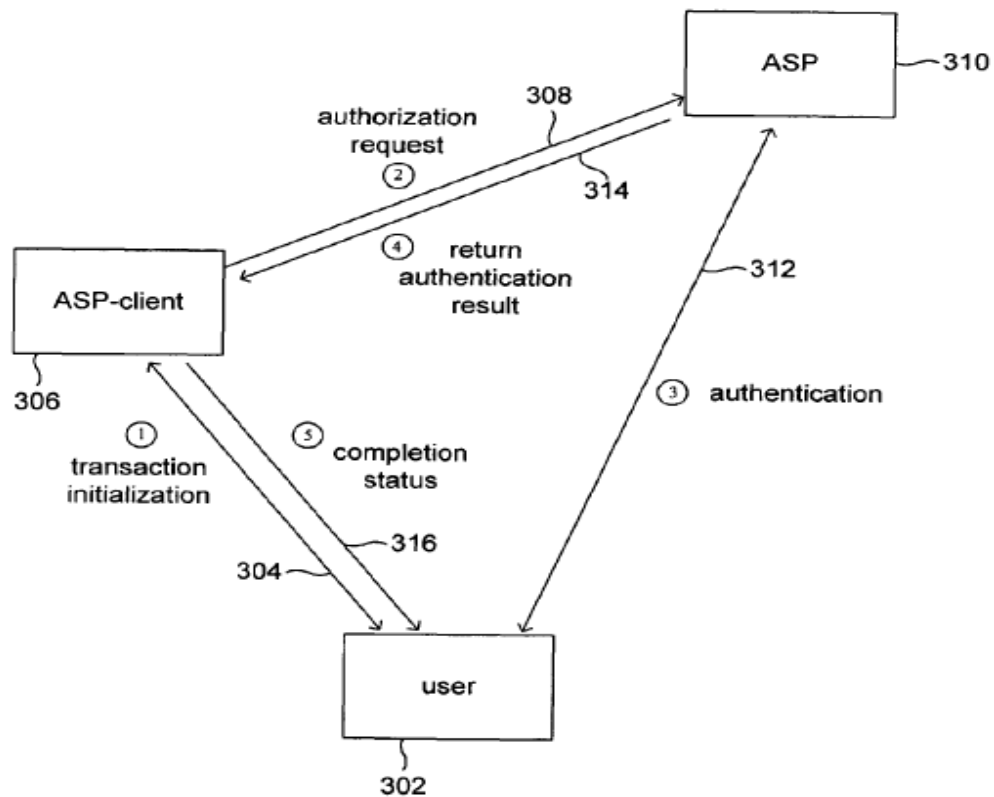 ASP
310
308
authorization
request
2
314
4
return
authentication
result
312
ASP-client
306
3
authentication
1
transaction
initialization
5
completion
status
316
304
user
302